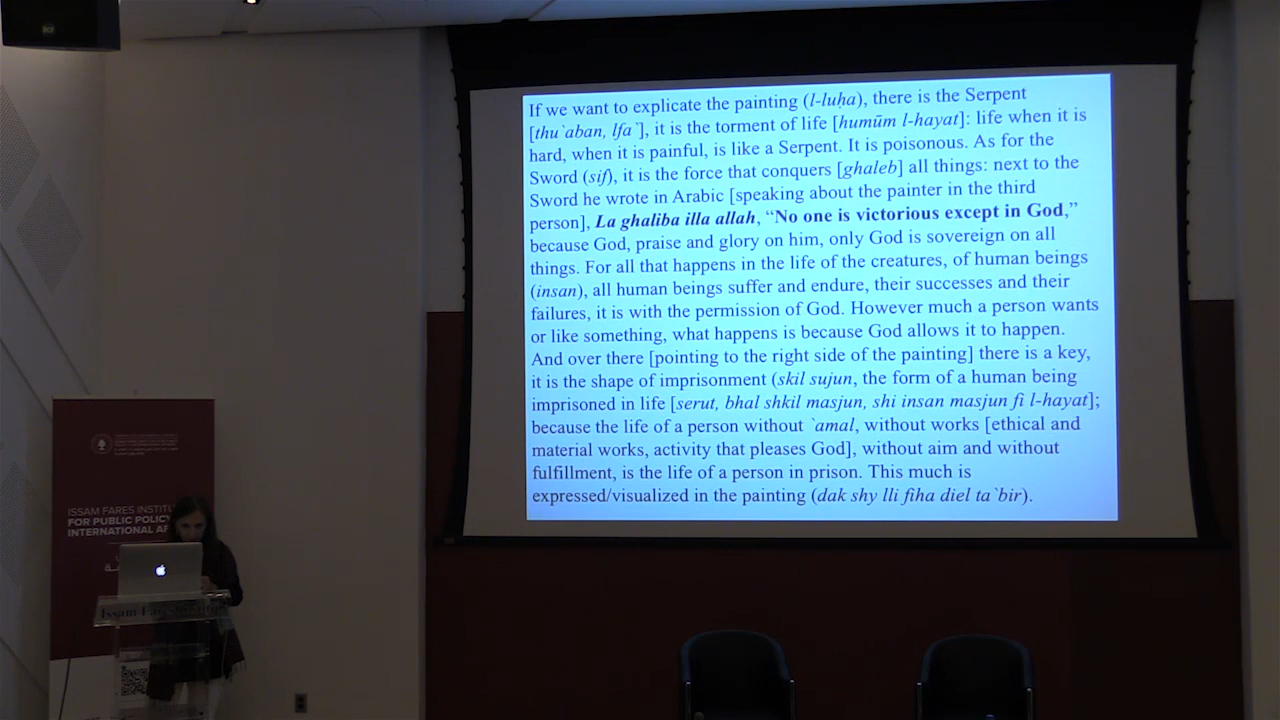 If we want to explicate the painting (l-luḥa), there is the Serpent
[thu`aban, lfa`], it is the torment of life [humūm l-hayat]: life when it is
hard, when it is painful, is like a Serpent. It is poisonous. As for the
Sword (sif), it is the force that conquers [ghaleb] all things: next to the
Sword he wrote in Arabic [speaking about the painter in the third
person], La ghaliba illa allah, “No one is victorious except in God,”
because God, praise and glory on him, only God is sovereign on all
things. For all that happens in the life of the creatures, of human beings
(insan), all human beings suffer and endure, their successes and their
failures, it is with the permission of God. However much a person wants
or like something, what happens is because God allows it to happen.
And over there [pointing to the right side of the painting] there is a key,
it is the shape of imprisonment (skil sujun, the form of a human being
imprisoned in life [serut, bhal shkil masjun, shi insan masjun fi l-hayat];
because the life of a person without `amal, without works [ethical and
material works, activity that pleases God], without aim and without
fulfillment, is the life of a person in prison. This much is
expressed/visualized in the painting (dak shy lli fiha diel ta`bir).
ISSAM FARES INSTIT
FOR PUBLIC POLICY
INTERNATIONAL AF
Issam Fares